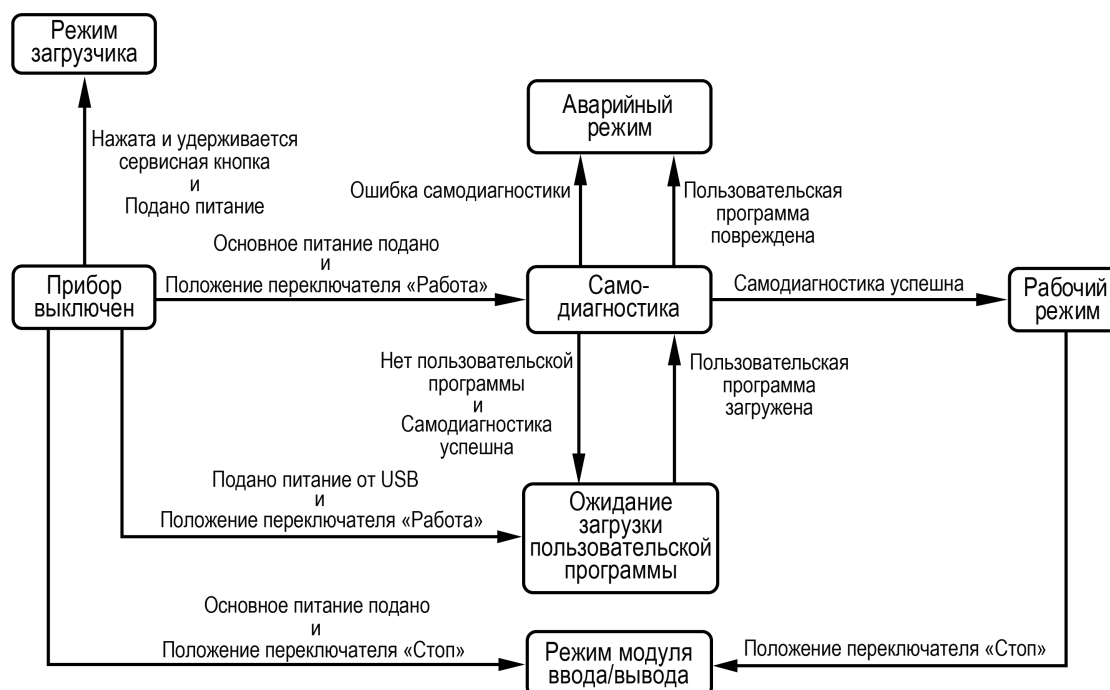 Режим
загрузчика
Аварийный
режим
Нажата и удерживается
сервисная кнопка
и
Подано питание
Ошибка самодиагностики
Пользовательская
программа
повреждена
Основное питание подано
и
Положение переключателя «Работа»
Прибор
выключен
Само-
диагностика
Самодиагностика успешна
Рабочий
режим
Нет пользовательской
программы
и
Самодиагностика
успешна
Пользовательская
программа
загружена
Подано питание от USB
и
Положение переключателя «Работа»
Ожидание
загрузки
пользовательской
программы
Основное питание подано
и
Положение переключателя «Стоп»
Режим модуля
ввода/вывода
Положение переключателя «Стоп»